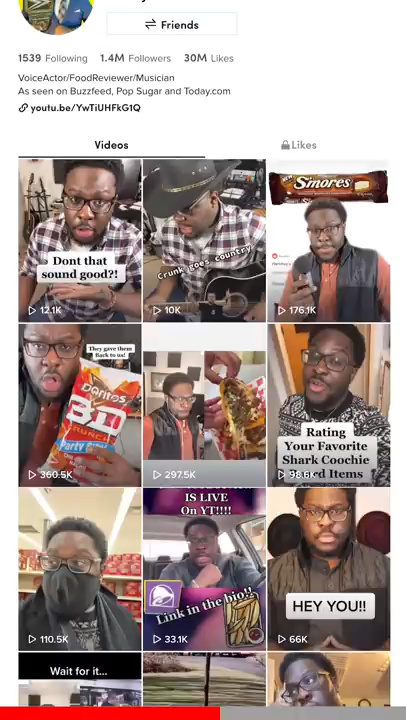 Friends
1539 Following 1.4M Followers 30M Likes
VoiceActor/FoodReviewer/Musician
As seen on Buzzfeed, Pop Sugar and Today.com
youtu.be/YwTiUHFkG1Q
Videos
Likes
S'mores
Dont that
sound good?!
Crunk goes country
12.1K
10K
176.1K
They gave them
Back to us!
Doritos
3D
CRUNCH
Party
360.5K
297.5K
Rating
Your Favorite
Shark Coochie
Items
IS LIVE
On YT!!!!
Link in the bio!!
HEY YOU!!
110.5K
33.1K
66K
Wait for it...